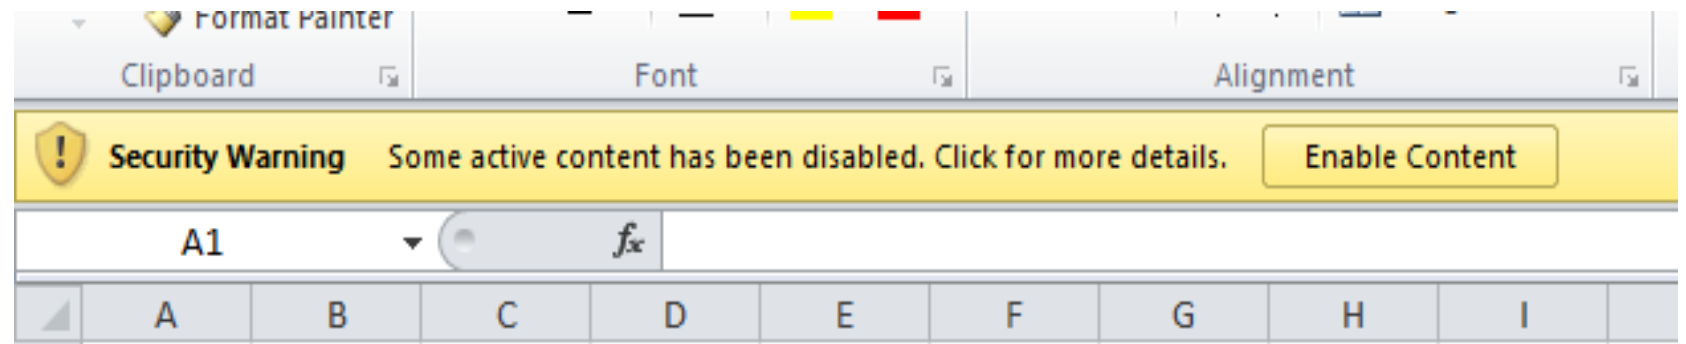 Format Painter
Clipboard Font Alignment
! Security Warning Some active content has been disabled. Click for more details. Enable Content
A1 fx
A B C D E F G H I